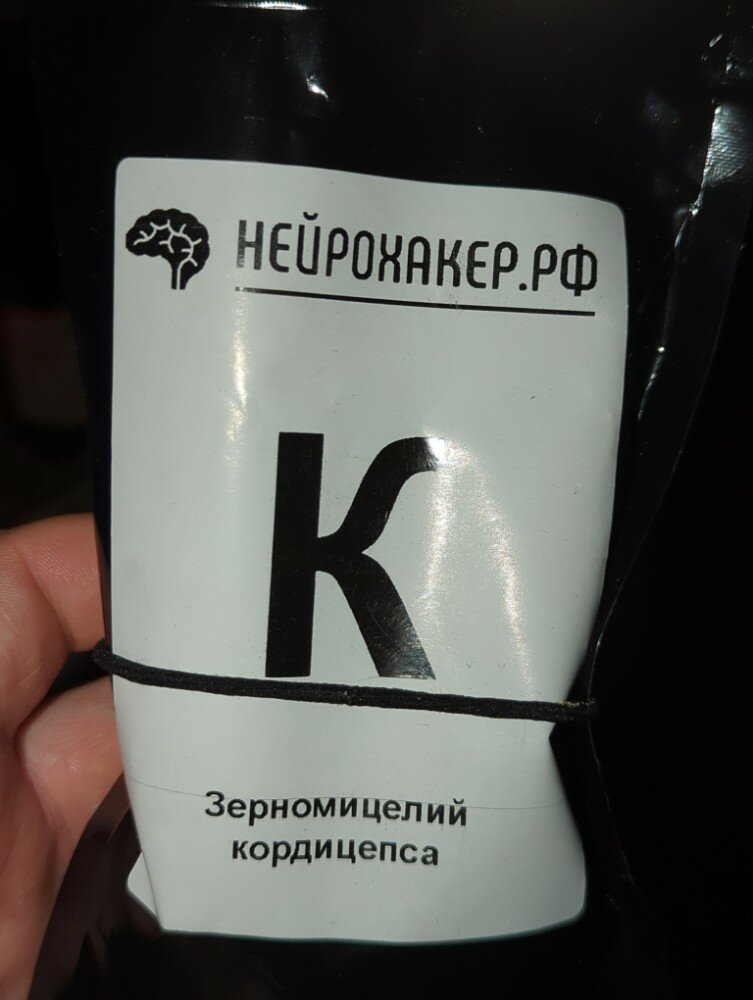 НЕЙРОХАКЕР.РФ
К
Зерномицелий
кордицепса